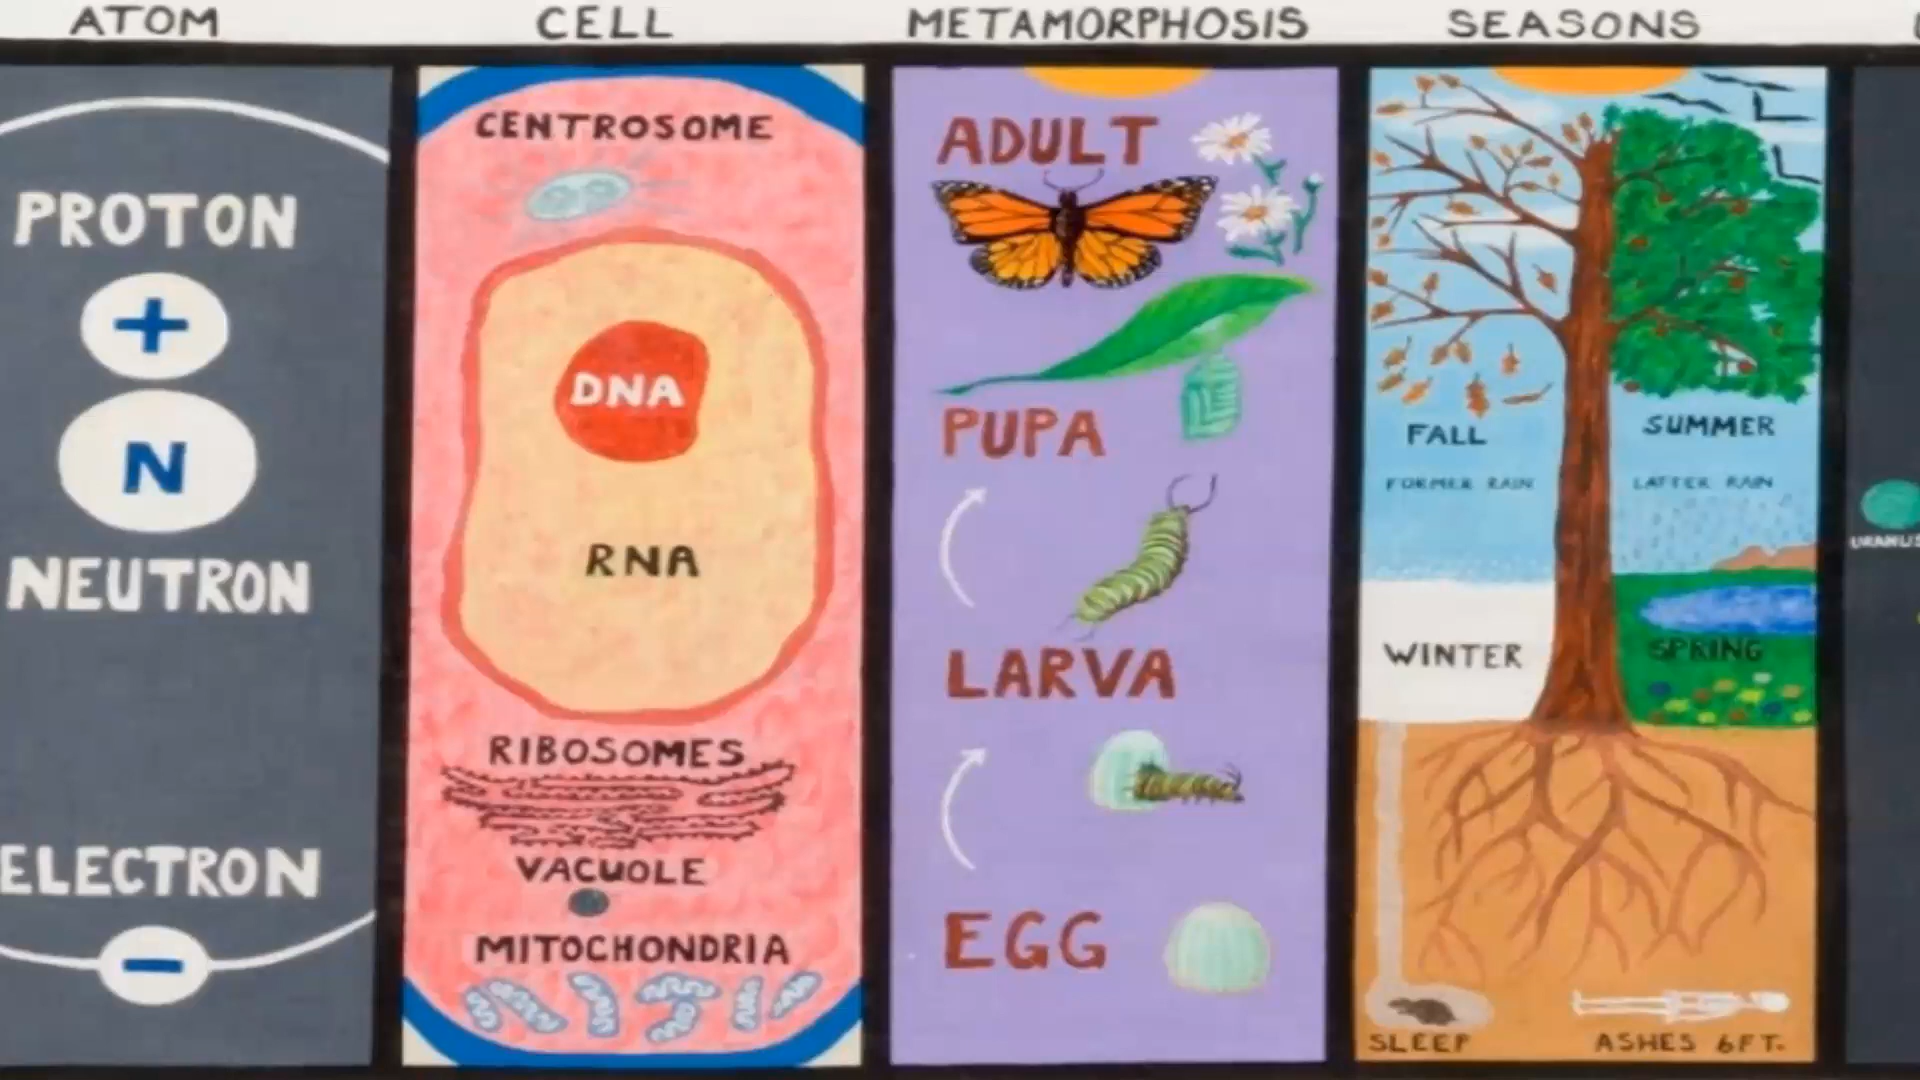 ATOM
PROTON
+
N
NEUTRON
ELECTRON
−
CELL
CENTROSOME
DNA
RNA
RIBOSOMES
VACUOLE
MITOCHONDRIA
METAMORPHOSIS
ADULT
PUPA
LARVA
EGG
SEASONS
FALL
SUMMER
FORMER RAIN
LATTER RAIN
WINTER
SPRING
SLEEP
ASHES 6FT.
URANUS